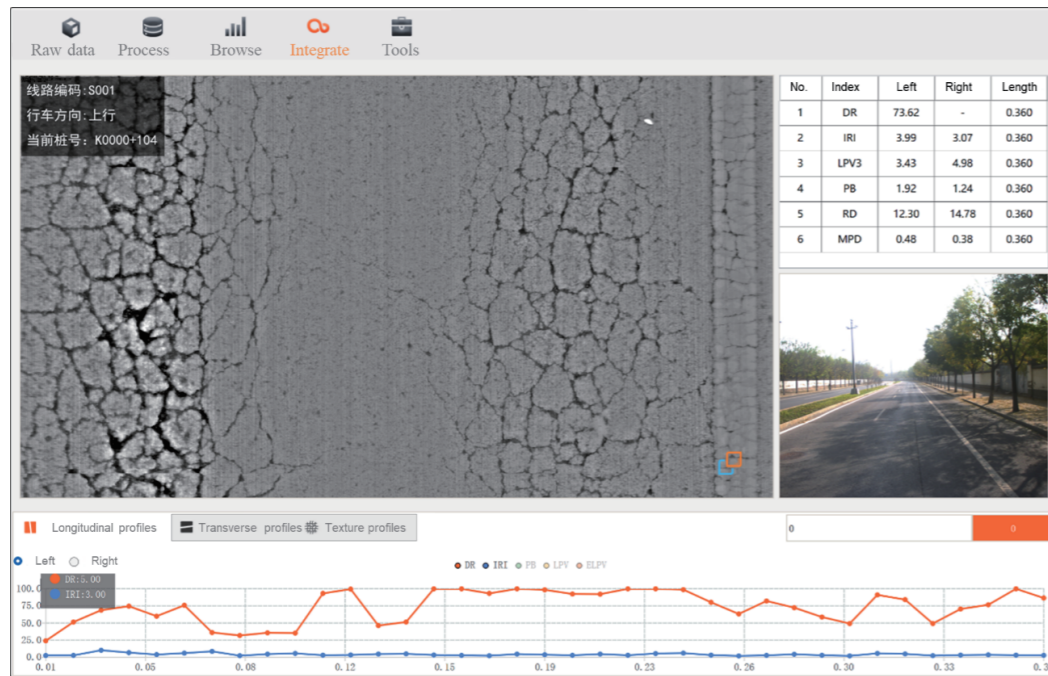 Raw data Process Browse Integrate Tools
线路编码:S001
行车方向:上行
当前桩号: K0000+104
No. Index Left Right Length
1 DR 73.62 - 0.360
2 IRI 3.99 3.07 0.360
3 LPV3 3.43 4.98 0.360
4 PB 1.92 1.24 0.360
5 RD 12.30 14.78 0.360
6 MPD 0.48 0.38 0.360
Longitudinal profiles Transverse profiles Texture profiles
0 0
Left Right
DR IRI PB LPV ELPV
DR:5.00
IRI:3.00
100.0
75.0
50.0
25.0
0.0
0.01 0.05 0.08 0.12 0.15 0.19 0.23 0.26 0.30 0.33